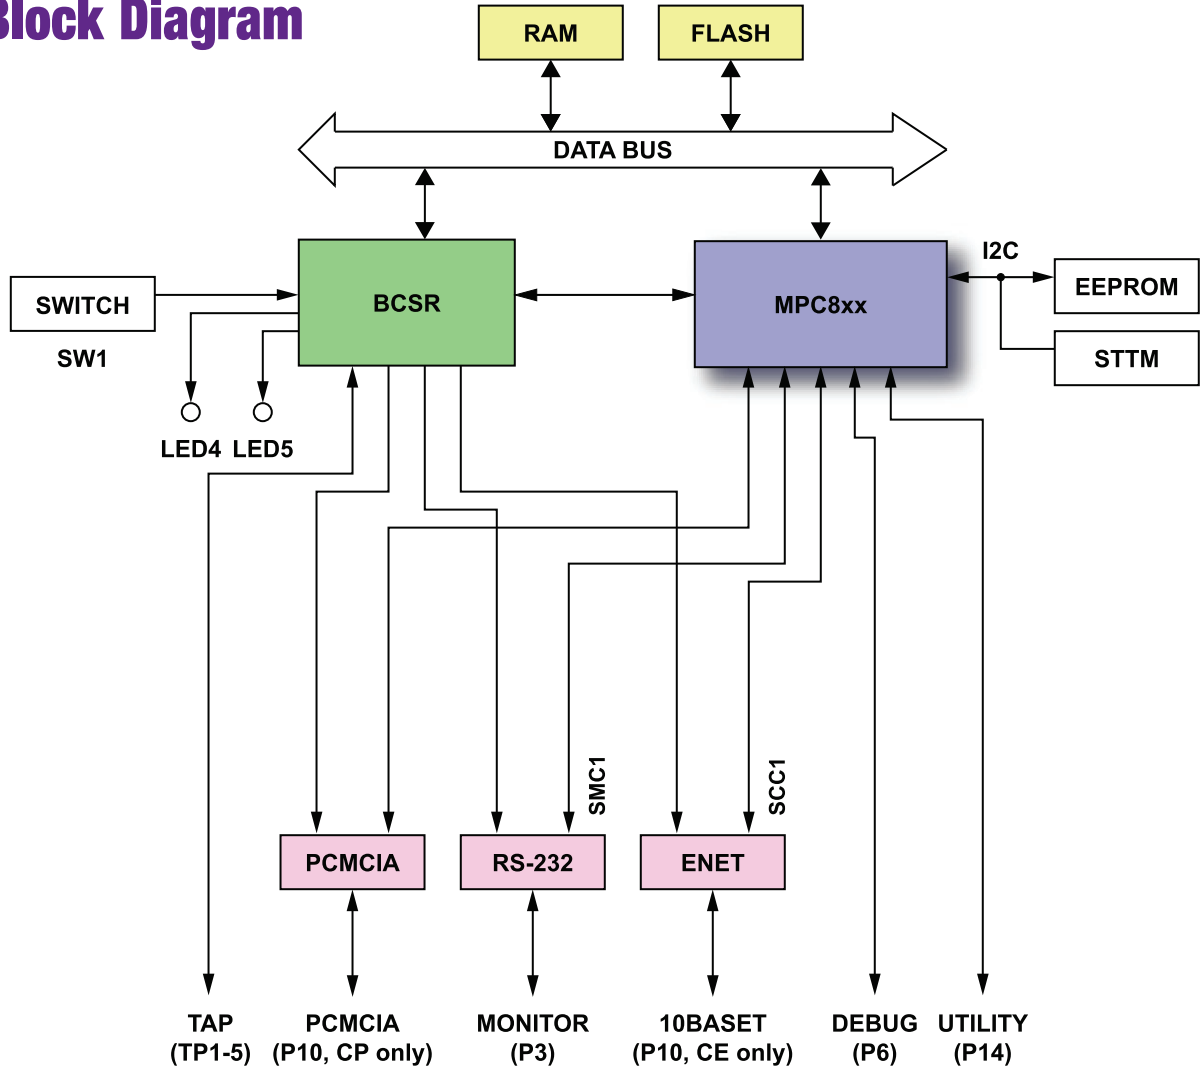 Block Diagram
RAM
FLASH
DATA BUS
I2C
SWITCH
BCSR
MPC8xx
EEPROM
SW1
STTM
LED4 LED5
SMC1
SCC1
PCMCIA
RS-232
ENET
TAP
(TP1-5)
PCMCIA
(P10, CP only)
MONITOR
(P3)
10BASET
(P10, CE only)
DEBUG
(P6)
UTILITY
(P14)